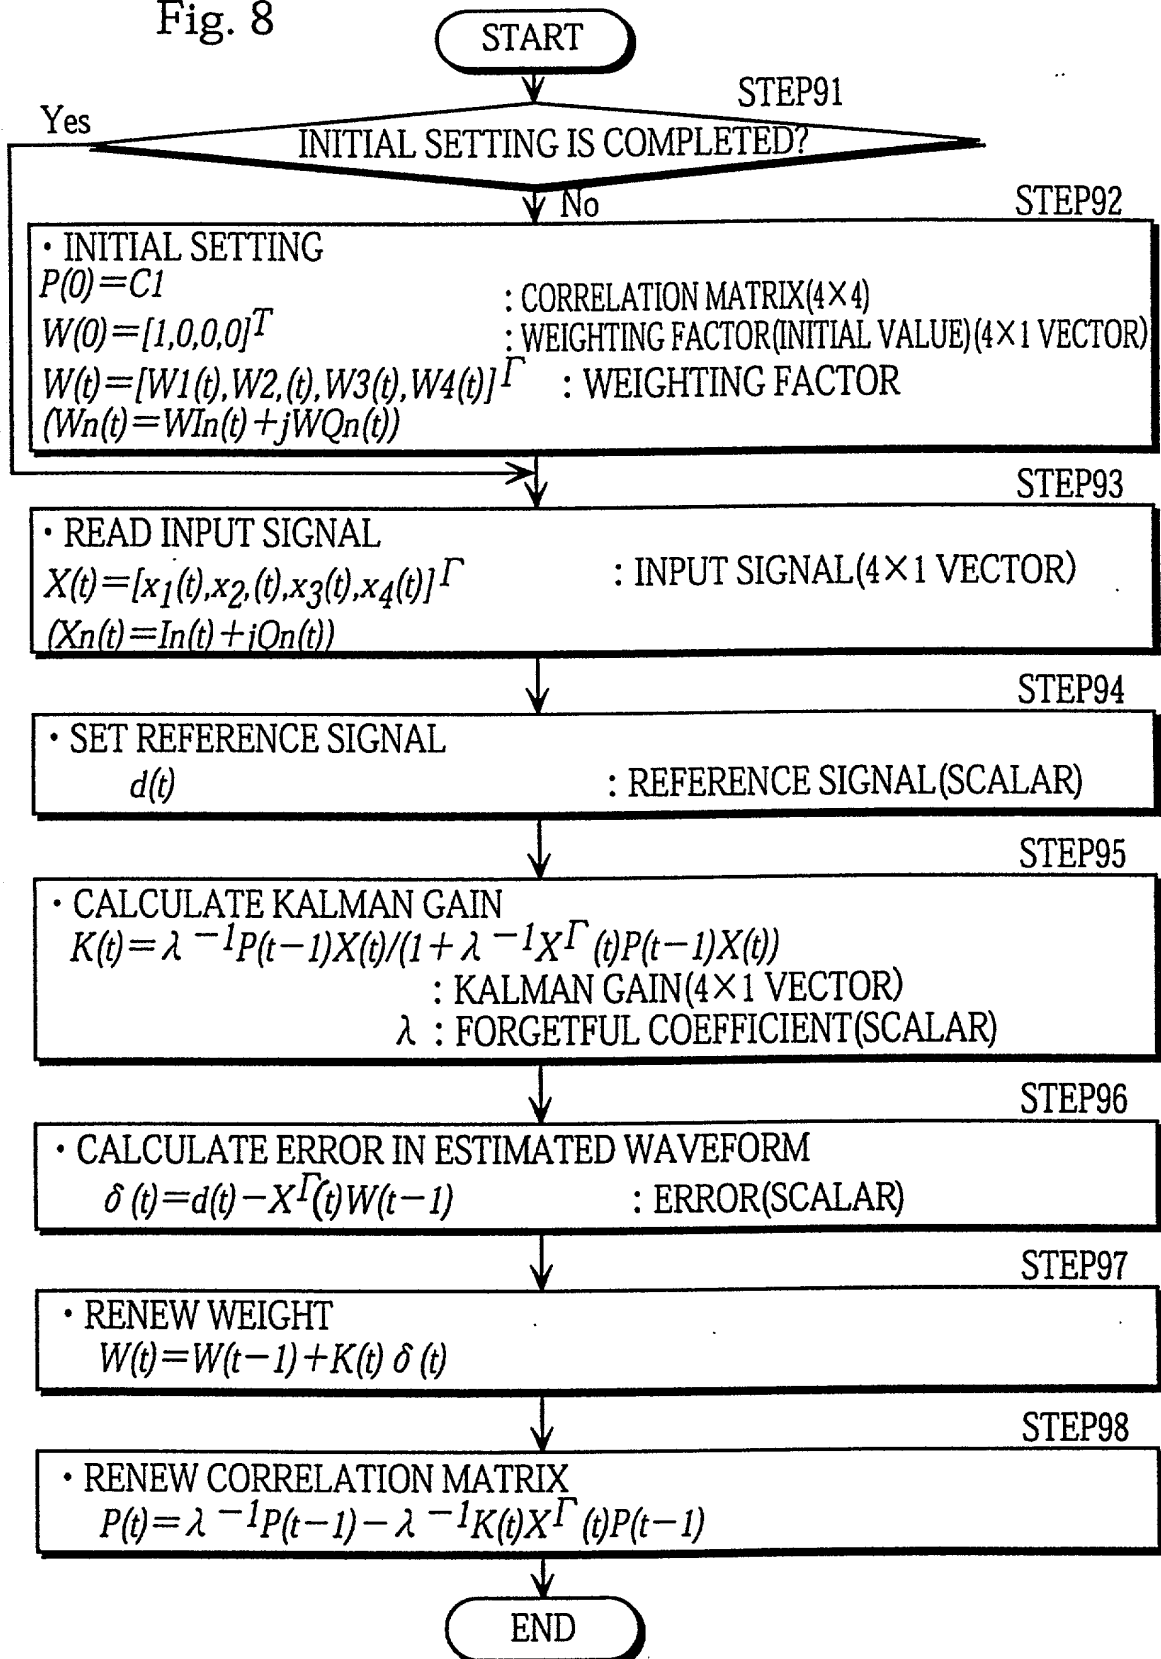 Fig. 8
START
STEP91
Yes
INITIAL SETTING IS COMPLETED?
No
STEP92
・INITIAL SETTING
P(0)=C1 : CORRELATION MATRIX(4×4)
W(0)=[1,0,0,0]^T : WEIGHTING FACTOR(INITIAL VALUE)(4×1 VECTOR)
W(t)=[W1(t),W2,(t),W3(t),W4(t)]^Γ : WEIGHTING FACTOR
(Wn(t)=WIn(t)+jWQn(t))
STEP93
・READ INPUT SIGNAL
X(t)=[x1(t),x2,(t),x3(t),x4(t)]^Γ : INPUT SIGNAL(4×1 VECTOR)
(Xn(t)=In(t)+jQn(t))
STEP94
・SET REFERENCE SIGNAL
d(t) : REFERENCE SIGNAL(SCALAR)
STEP95
・CALCULATE KALMAN GAIN
K(t)=λ^−1P(t−1)X(t)/(1+λ^−1X^Γ(t)P(t−1)X(t))
: KALMAN GAIN(4×1 VECTOR)
λ : FORGETFUL COEFFICIENT(SCALAR)
STEP96
・CALCULATE ERROR IN ESTIMATED WAVEFORM
δ(t)=d(t)−X^Γ(t)W(t−1) : ERROR(SCALAR)
STEP97
・RENEW WEIGHT
W(t)=W(t−1)+K(t)δ(t)
STEP98
・RENEW CORRELATION MATRIX
P(t)=λ^−1P(t−1)−λ^−1K(t)X^Γ(t)P(t−1)
END